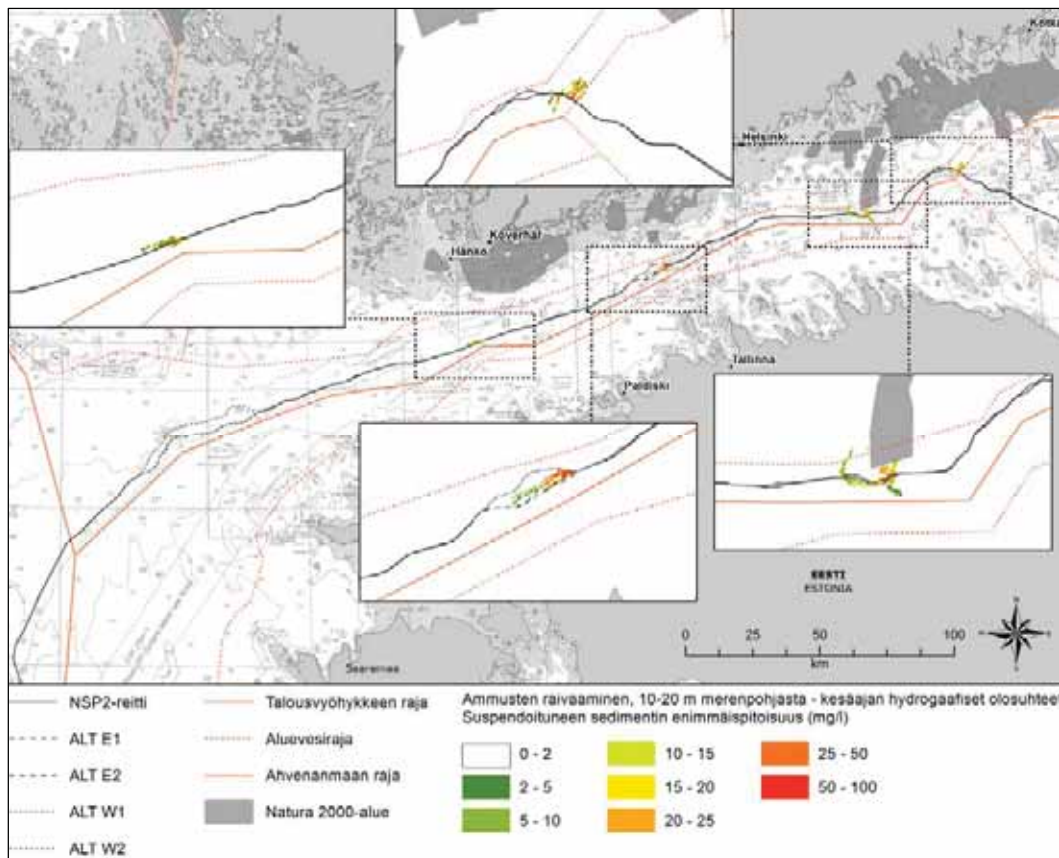 Helsinki
Koverhar
Hanko
Tallinna
Paldiski
EESTI
ESTONIA
Saaremaa
N
0 25 50 100
km
NSP2-reitti
ALT E1
ALT E2
ALT W1
ALT W2
Talousvyöhykkeen raja
Aluevesiraja
Ahvenanmaan raja
Natura 2000-alue
Ammusten raivaaminen, 10-20 m merenpohjasta - kesäajan hydrogaafiset olosuhteet
Suspendoituneen sedimentin enimmäispitoisuus (mg/l)
0 - 2
2 - 5
5 - 10
10 - 15
15 - 20
20 - 25
25 - 50
50 - 100